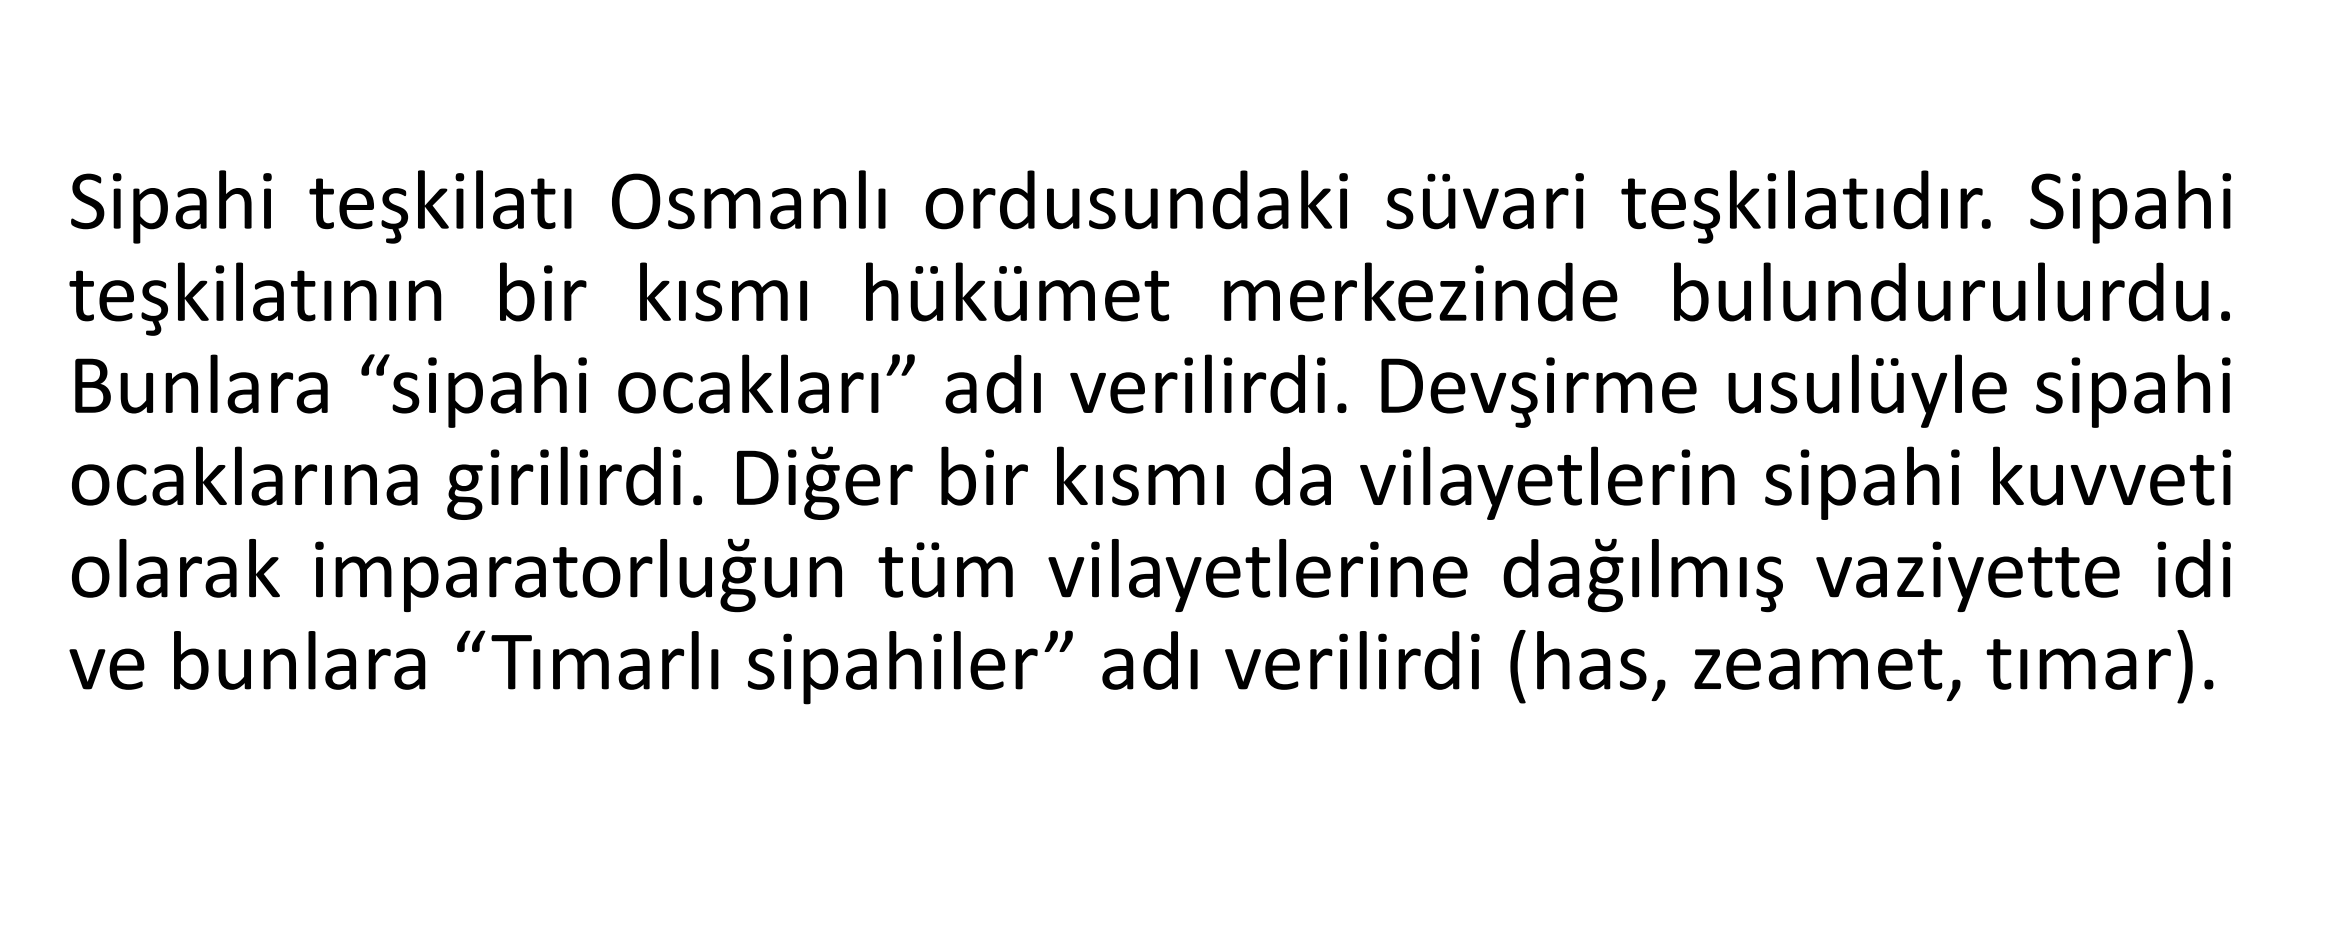 Sipahi teşkilatı Osmanlı ordusundaki süvari teşkilatıdır. Sipahi
teşkilatının bir kısmı hükümet merkezinde bulundurulurdu.
Bunlara “sipahi ocakları” adı verilirdi. Devşirme usulüyle sipahi
ocaklarına girilirdi. Diğer bir kısmı da vilayetlerin sipahi kuvveti
olarak imparatorluğun tüm vilayetlerine dağılmış vaziyette idi
ve bunlara “Tımarlı sipahiler” adı verilirdi (has, zeamet, tımar).